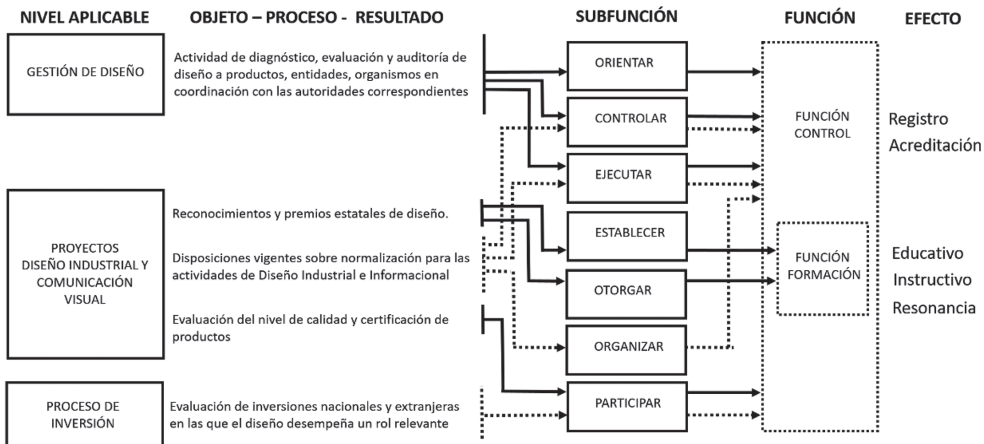 NIVEL APLICABLE
OBJETO – PROCESO - RESULTADO
SUBFUNCIÓN
FUNCIÓN
EFECTO
GESTIÓN DE DISEÑO
Actividad de diagnóstico, evaluación y auditoría de
diseño a productos, entidades, organismos en
coordinación con las autoridades correspondientes
PROYECTOS
DISEÑO INDUSTRIAL Y
COMUNICACIÓN
VISUAL
Reconocimientos y premios estatales de diseño.
Disposiciones vigentes sobre normalización para las
actividades de Diseño Industrial e Informacional
Evaluación del nivel de calidad y certificación de
productos
PROCESO DE
INVERSIÓN
Evaluación de inversiones nacionales y extranjeras
en las que el diseño desempeña un rol relevante
ORIENTAR
CONTROLAR
EJECUTAR
ESTABLECER
OTORGAR
ORGANIZAR
PARTICIPAR
FUNCIÓN
CONTROL
FUNCIÓN
FORMACIÓN
Registro
Acreditación
Educativo
Instructivo
Resonancia